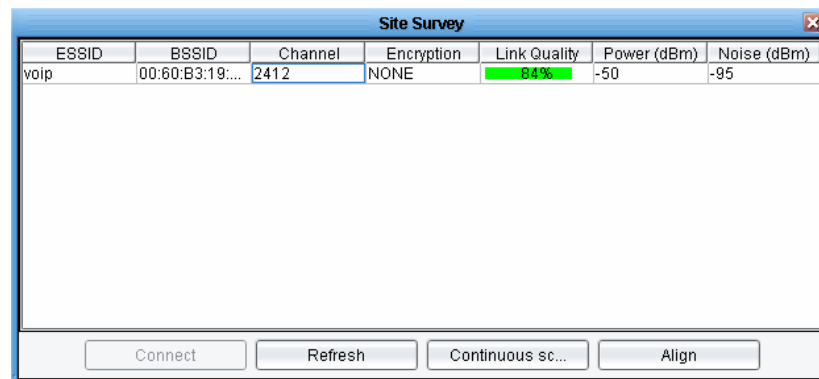 Site Survey
ESSID BSSID Channel Encryption Link Quality Power (dBm) Noise (dBm)
voip 00:60:B3:19:... 2412 NONE 84% -50 -95
Connect Refresh Continuous sc... Align